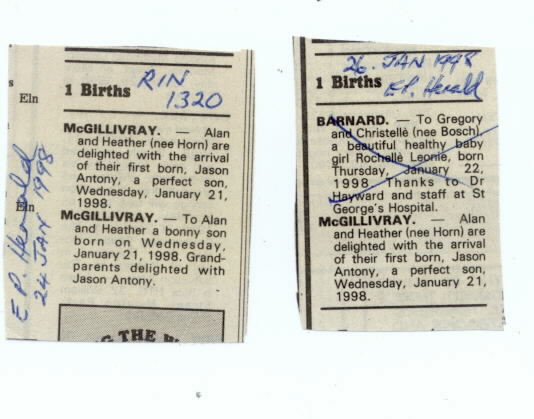 s
Eln
1 Births
RIN
1320
McGILLIVRAY. — Alan
and Heather (nee Horn) are
delighted with the arrival
of their first born, Jason
Antony, a perfect son,
Wednesday, January 21,
1998.
McGILLIVRAY. — To Alan
and Heather a bonny son
born on Wednesday,
January 21, 1998. Grand-
parents delighted with
Jason Antony.
Eln
E.P. Herald
24 JAN 1998
G THE W
26. JAN 1998
1 Births
E.P. Herald
BARNARD. — To Gregory
and Christellè (nee Bosch),
a beautiful healthy baby
girl Rochellè Leonie, born
Thursday, January 22,
1998. Thanks to Dr
Hayward and staff at St
George's Hospital.
McGILLIVRAY. — Alan
and Heather (nee Horn) are
delighted with the arrival
of their first born, Jason
Antony, a perfect son,
Wednesday, January 21,
1998.